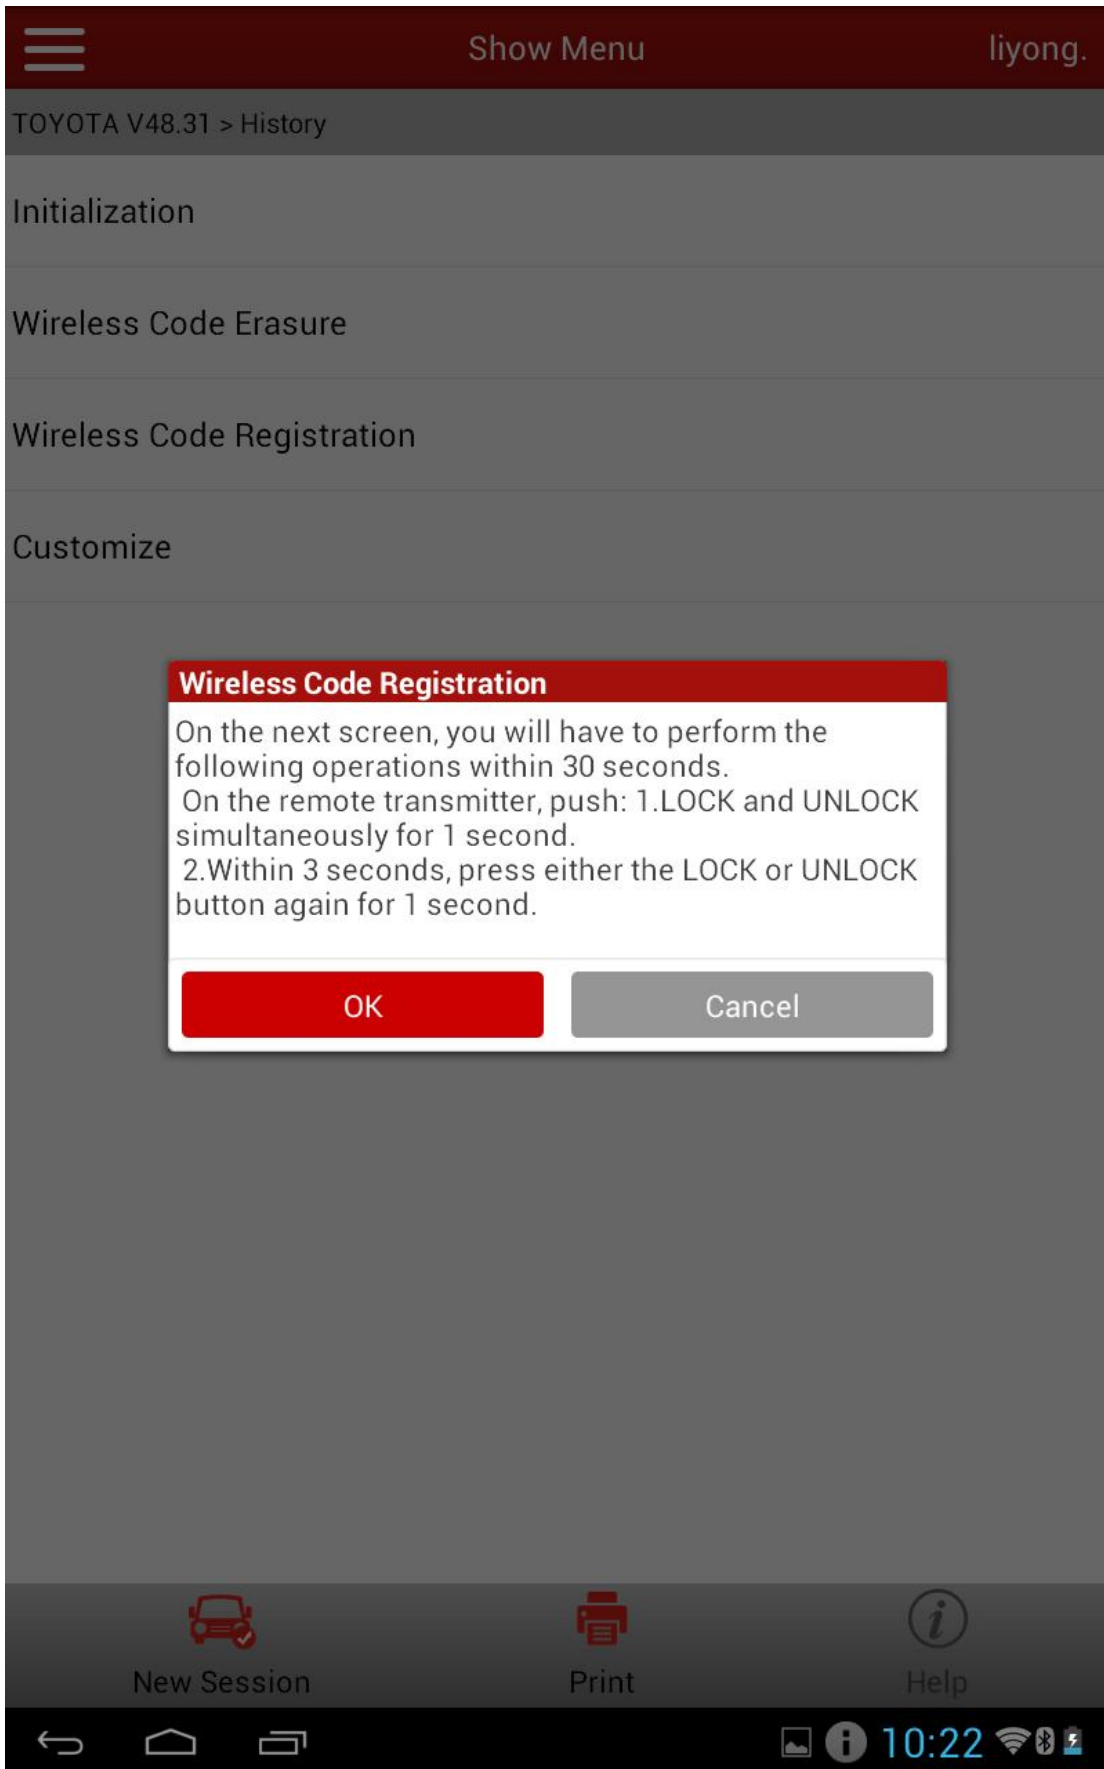 Show Menu
liyong.
TOYOTA V48.31 > History
Initialization
Wireless Code Erasure
Wireless Code Registration
Customize
Wireless Code Registration
On the next screen, you will have to perform the
following operations within 30 seconds.
On the remote transmitter, push: 1.LOCK and UNLOCK
simultaneously for 1 second.
2.Within 3 seconds, press either the LOCK or UNLOCK
button again for 1 second.
OK
Cancel
New Session
Print
Help
10:22